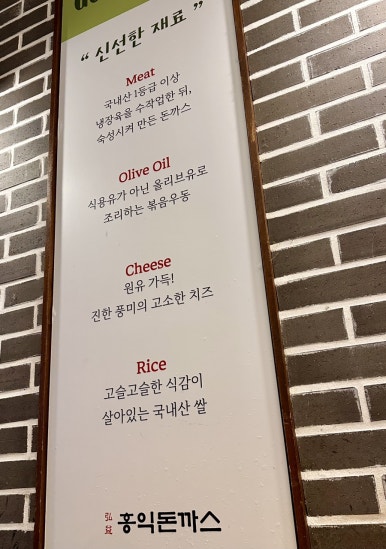 “ 신선한 재료 ”
Meat
국내산 1등급 이상
냉장육을 수작업한 뒤,
숙성시켜 만든 돈까스
Olive Oil
식용유가 아닌 올리브유로
조리하는 볶음우동
Cheese
원유 가득!
진한 풍미의 고소한 치즈
Rice
고슬고슬한 식감이
살아있는 국내산 쌀
弘益 홍익돈까스